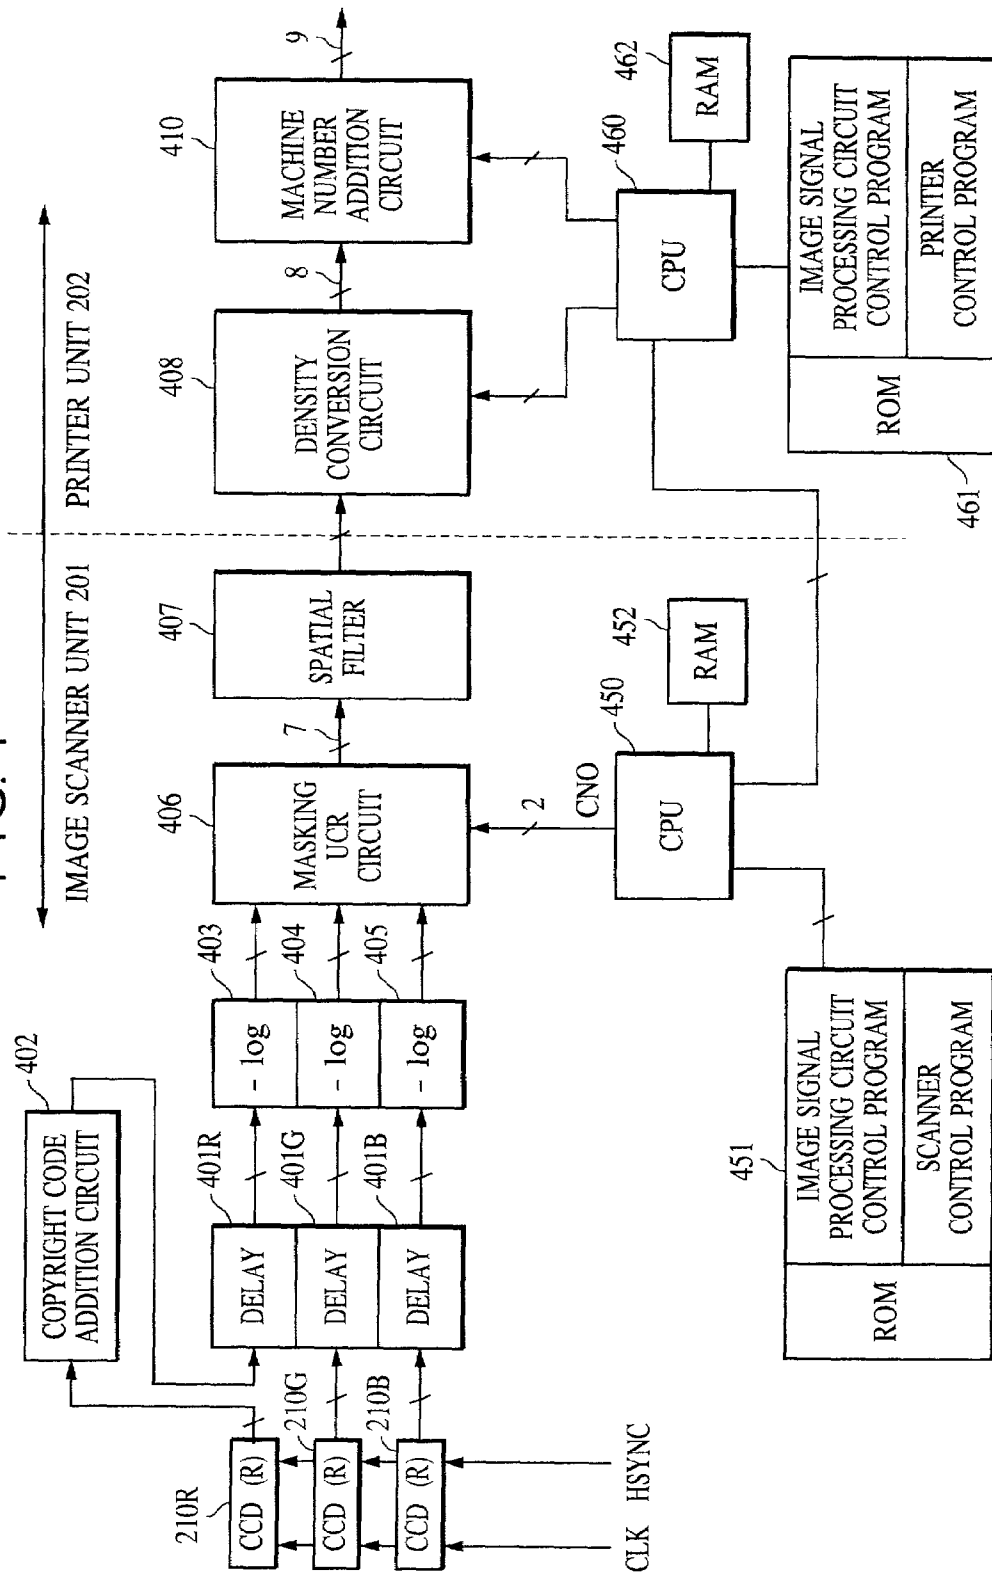 IMAGE SCANNER UNIT 201
PRINTER UNIT 202
402
COPYRIGHT CODE
ADDITION CIRCUIT
210R
CCD (R)
210G
CCD (R)
210B
CCD (R)
CLK
HSYNC
401R
DELAY
401G
DELAY
401B
DELAY
403
- log
404
- log
405
- log
406
MASKING
UCR
CIRCUIT
7
407
SPATIAL
FILTER
408
DENSITY
CONVERSION
CIRCUIT
8
410
MACHINE
NUMBER
ADDITION
CIRCUIT
9
2
CNO
450
CPU
452
RAM
460
CPU
462
RAM
451
ROM
IMAGE SIGNAL
PROCESSING CIRCUIT
CONTROL PROGRAM
SCANNER
CONTROL PROGRAM
461
ROM
IMAGE SIGNAL
PROCESSING CIRCUIT
CONTROL PROGRAM
PRINTER
CONTROL PROGRAM